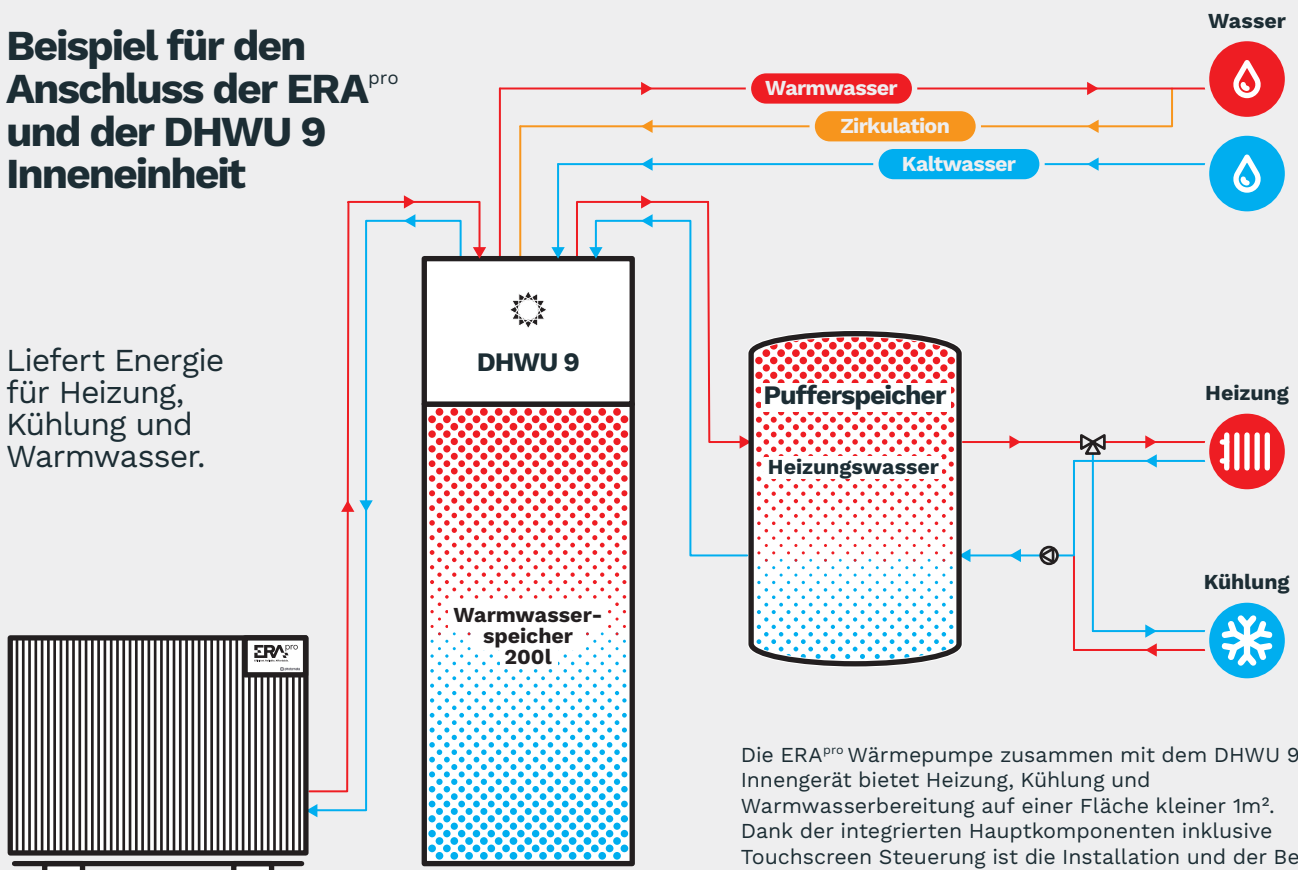 Beispiel für den
Anschluss der ERAᵖʳᵒ
und der DHWU 9
Inneneinheit
Liefert Energie
für Heizung,
Kühlung und
Warmwasser.
Wasser
Warmwasser
Zirkulation
Kaltwasser
DHWU 9
Warmwasser-
speicher
200l
Pufferspeicher
Heizungswasser
Heizung
Kühlung
ERAᵖʳᵒ
Die ERAᵖʳᵒ Wärmepumpe zusammen mit dem DHWU 9
Innengerät bietet Heizung, Kühlung und
Warmwasserbereitung auf einer Fläche kleiner 1m².
Dank der integrierten Hauptkomponenten inklusive
Touchscreen Steuerung ist die Installation und der Be